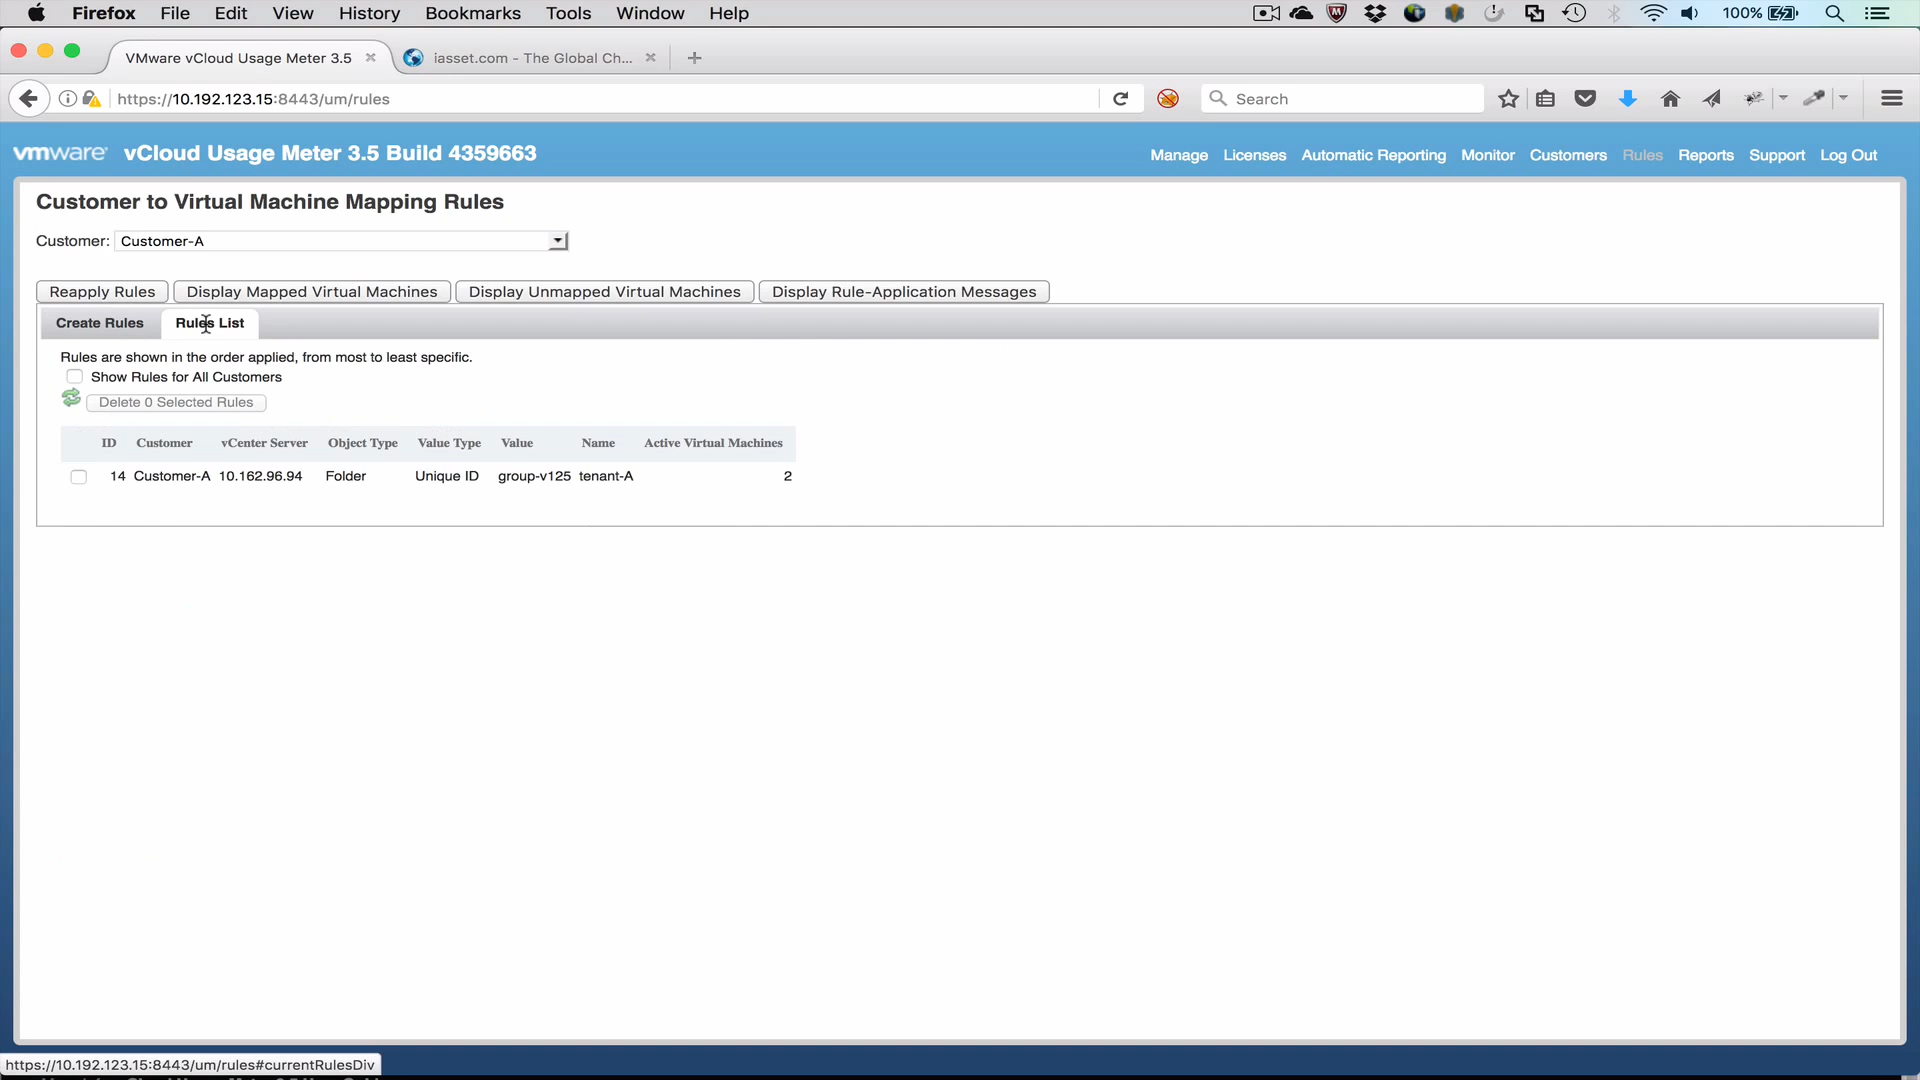 Firefox File Edit View History Bookmarks Tools Window Help 100%
VMware vCloud Usage Meter 3.5
iasset.com - The Global Ch...
https://10.192.123.15:8443/um/rules
Search
vmware vCloud Usage Meter 3.5 Build 4359663
Manage Licenses Automatic Reporting Monitor Customers Rules Reports Support Log Out
Customer to Virtual Machine Mapping Rules
Customer: Customer-A
Reapply Rules Display Mapped Virtual Machines Display Unmapped Virtual Machines Display Rule-Application Messages
Create Rules Rules List
Rules are shown in the order applied, from most to least specific.
Show Rules for All Customers
Delete 0 Selected Rules
ID Customer vCenter Server Object Type Value Type Value Name Active Virtual Machines
14 Customer-A 10.162.96.94 Folder Unique ID group-v125 tenant-A 2
https://10.192.123.15:8443/um/rules#currentRulesDiv